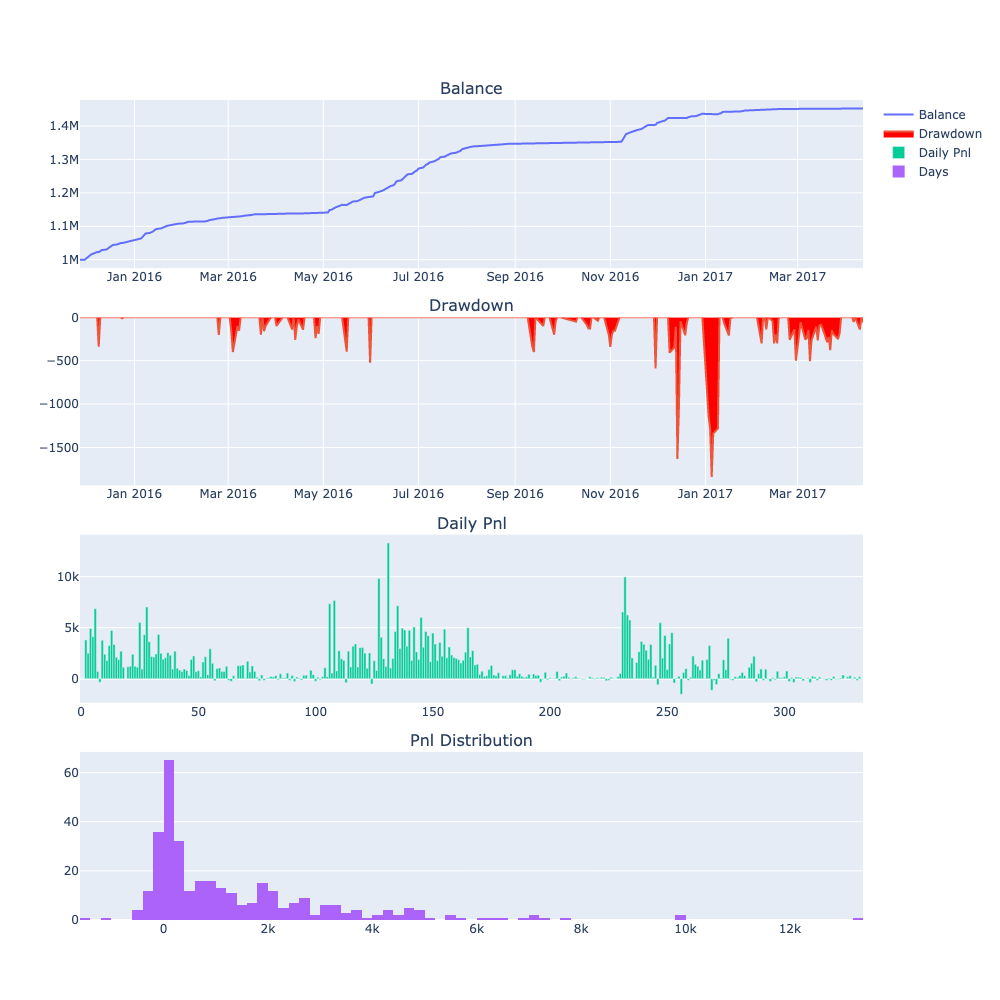 Balance
1.4M
1.3M
1.2M
1.1M
1M
Jan 2016 Mar 2016 May 2016 Jul 2016 Sep 2016 Nov 2016 Jan 2017 Mar 2017
Balance
Drawdown
Daily Pnl
Days
Drawdown
0
−500
−1000
−1500
Jan 2016 Mar 2016 May 2016 Jul 2016 Sep 2016 Nov 2016 Jan 2017 Mar 2017
Daily Pnl
10k
5k
0
0 50 100 150 200 250 300
Pnl Distribution
60
40
20
0
0 2k 4k 6k 8k 10k 12k